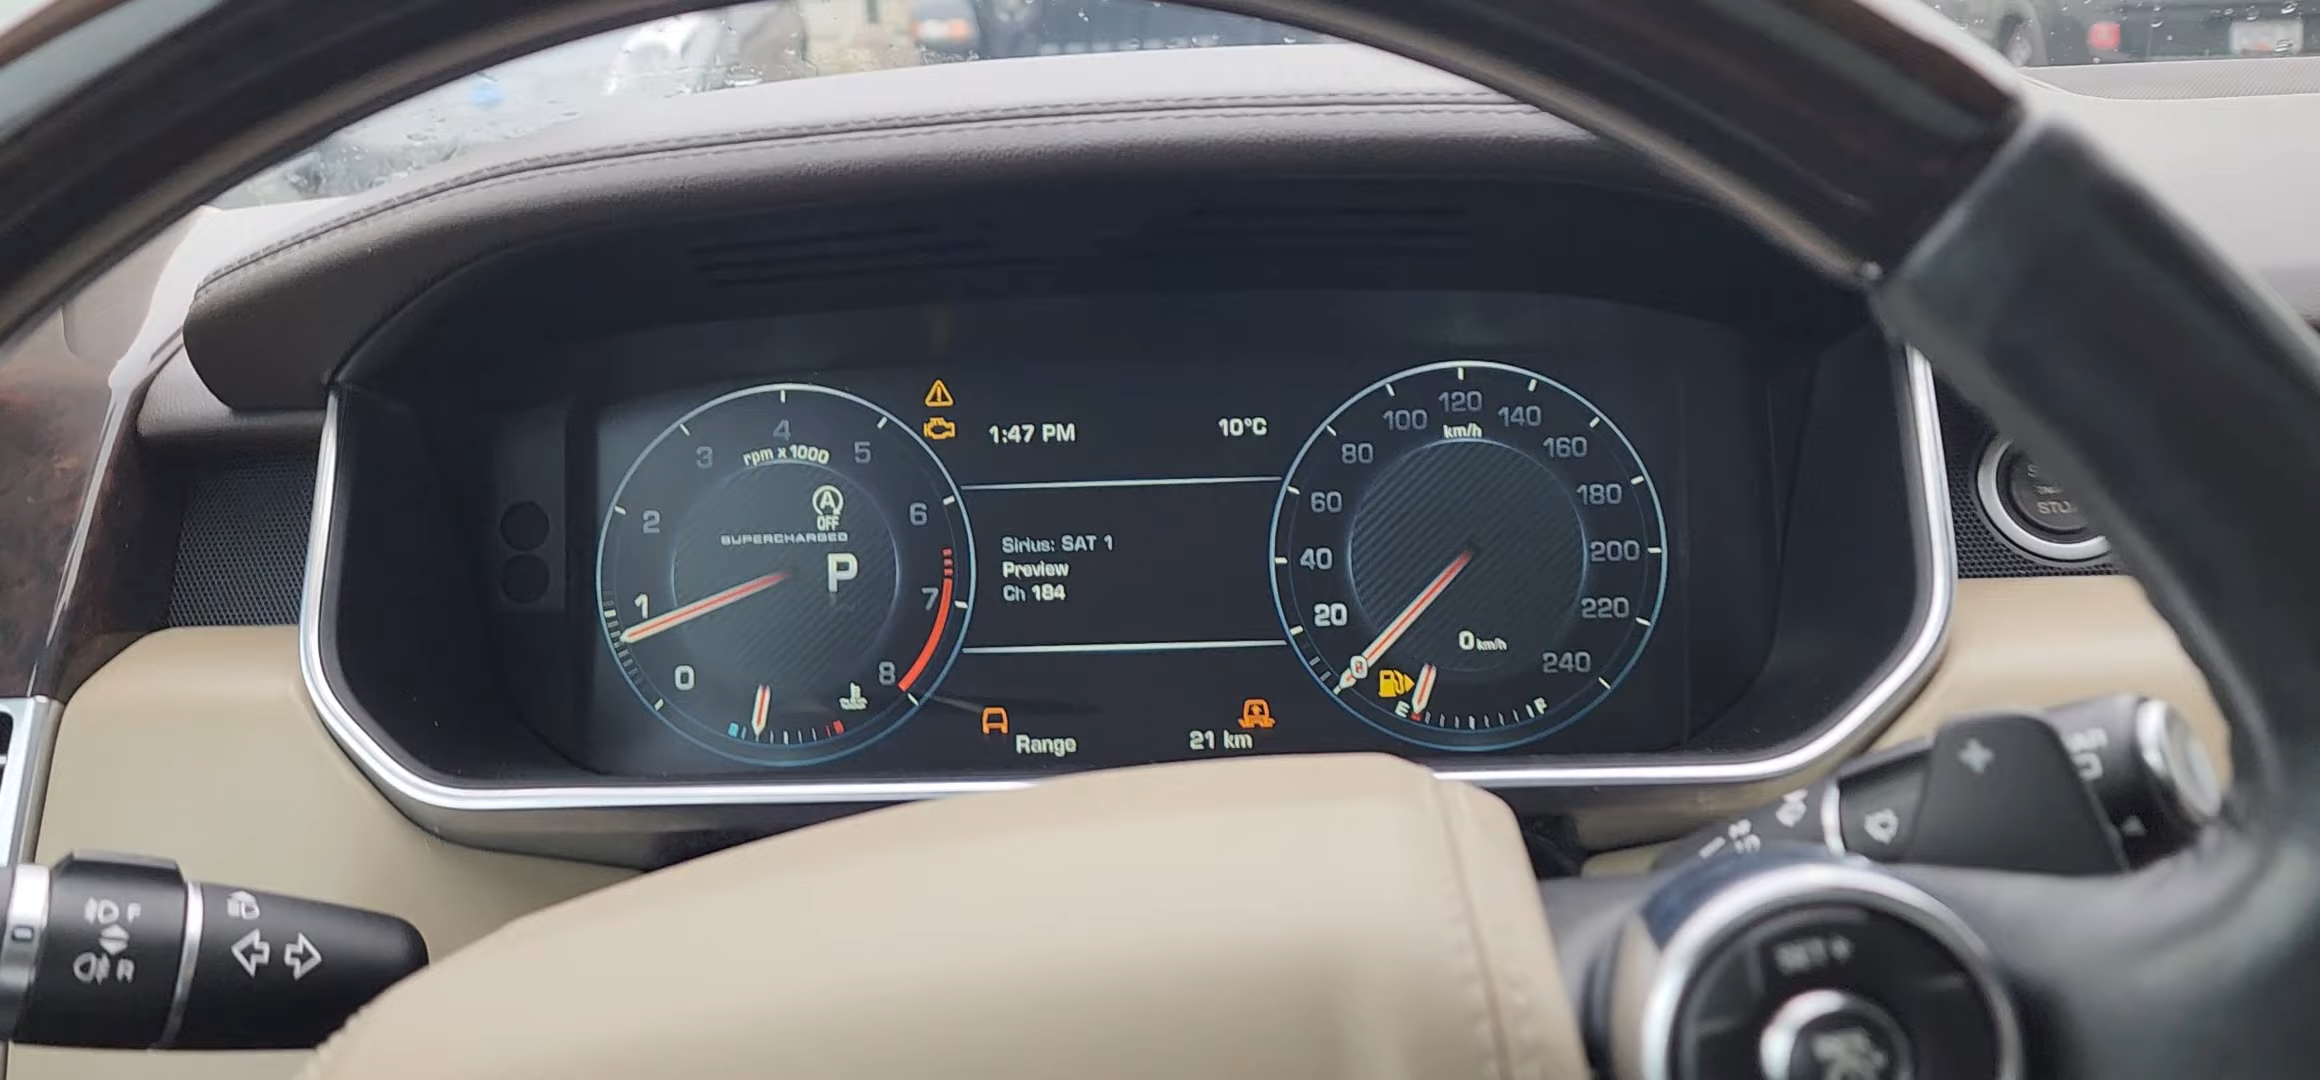 1:47 PM
10°C
0
1
2
3
4
5
6
7
8
rpm x 1000
A
OFF
SUPERCHARGED
P
Sirius: SAT 1
Preview
Ch 184
Range
21 km
20
40
60
80
100
120
140
160
180
200
220
240
km/h
0 km/h
E
F
F
R
STOP
SET +